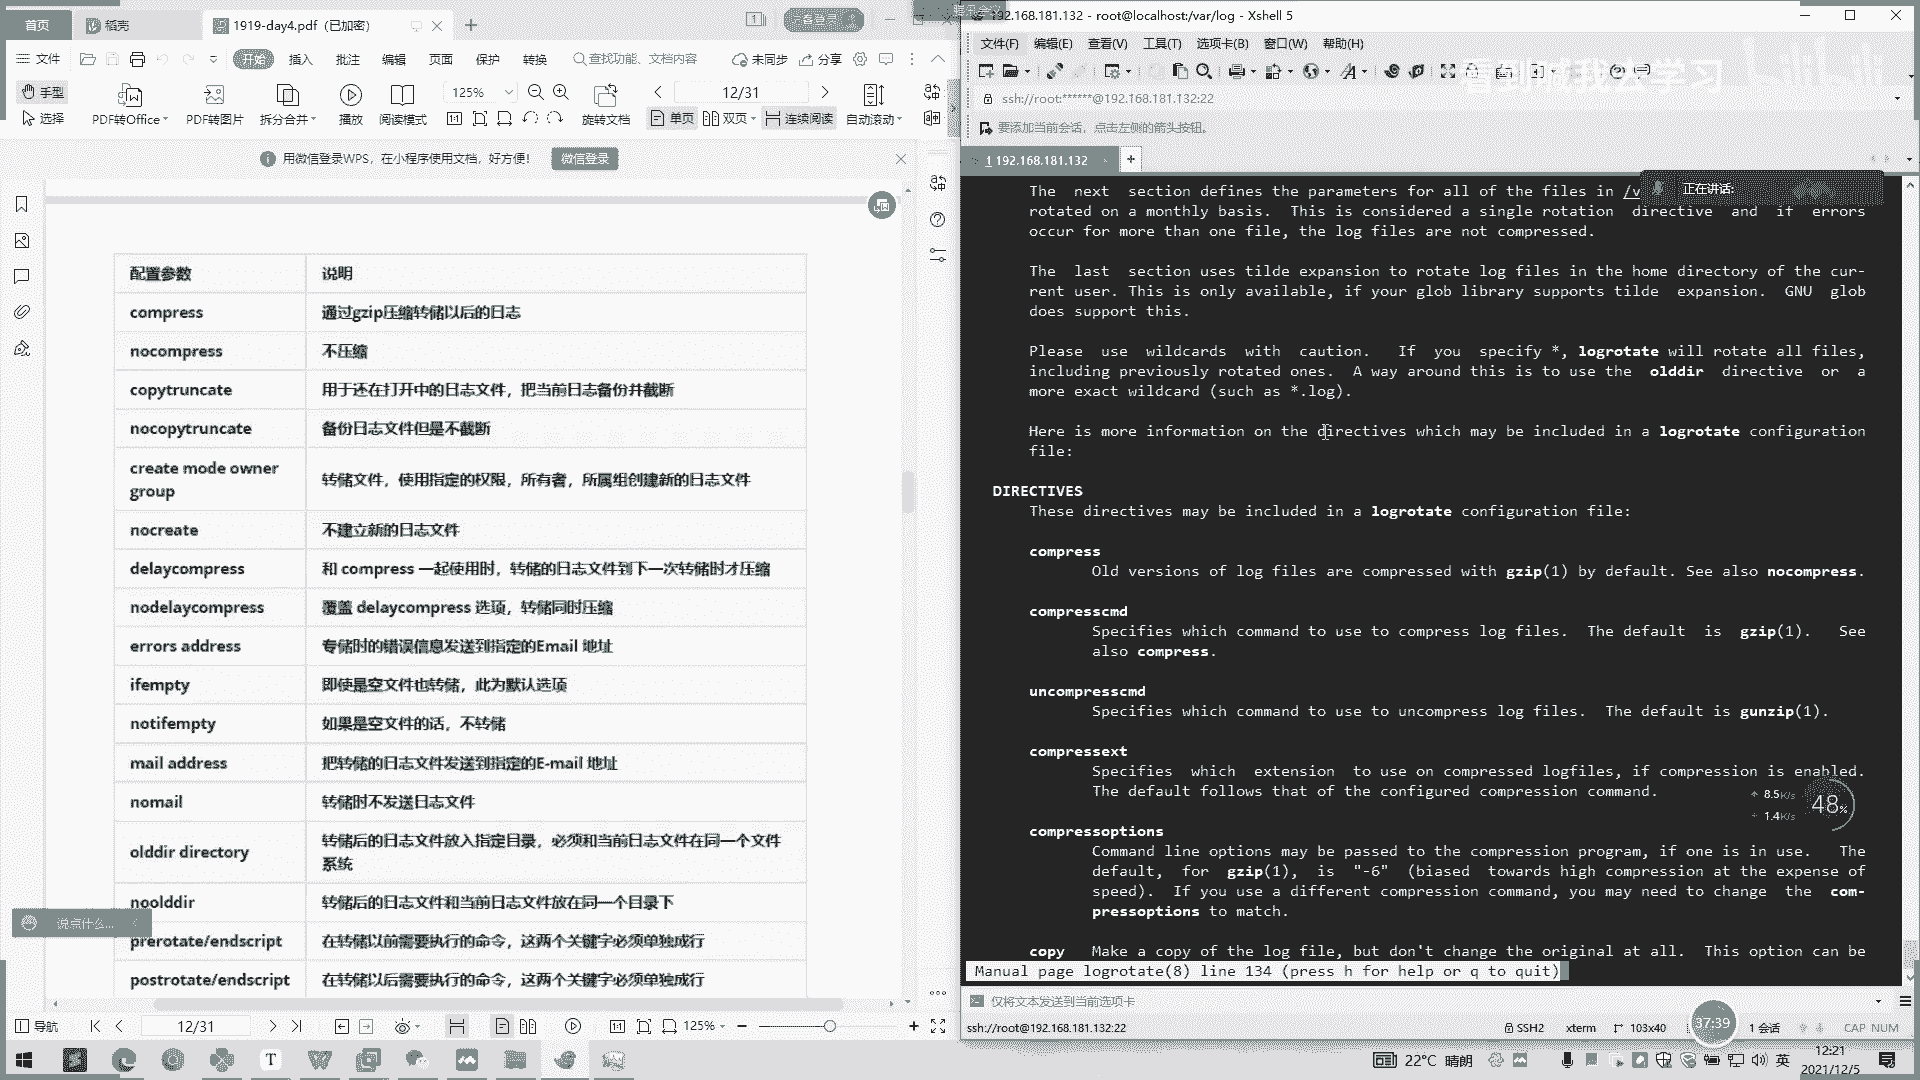 首页
稻壳
1919-day4.pdf（已加密）
文件
开始
插入
批注
编辑
页面
保护
转换
查找功能、文档内容
未同步
分享
手型
选择
PDF转Office
PDF转图片
拆分合并
播放
阅读模式
125%
旋转文档
12/31
单页
双页
连续阅读
自动滚动
用微信登录WPS，在小程序使用文档，好方便！
微信登录
配置参数 说明
compress 通过gzip压缩转储以后的日志
nocompress 不压缩
copytruncate 用于还在打开中的日志文件，把当前日志备份并截断
nocopytruncate 备份日志文件但是不截断
create mode owner
group
转储文件，使用指定的权限，所有者，所属组创建新的日志文件
nocreate 不建立新的日志文件
delaycompress 和 compress 一起使用时，转储的日志文件到下一次转储时才压缩
nodelaycompress 覆盖 delaycompress 选项，转储同时压缩
errors address 专储时的错误信息发送到指定的Email 地址
ifempty 即使是空文件也转储，此为默认选项
notifempty 如果是空文件的话，不转储
mail address 把转储的日志文件发送到指定的E-mail 地址
nomail 转储时不发送日志文件
olddir directory 转储后的日志文件放入指定目录，必须和当前日志文件在同一个文件
系统
noolddir 转储后的日志文件和当前日志文件放在同一个目录下
prerotate/endscript 在转储以前需要执行的命令，这两个关键字必须单独成行
postrotate/endscript 在转储以后需要执行的命令，这两个关键字必须单独成行
说点什么...
导航
12/31
125%
192.168.181.132 - root@localhost:/var/log - Xshell 5
文件(F) 编辑(E) 查看(V) 工具(T) 选项卡(B) 窗口(W) 帮助(H)
看到喊我去学习
ssh://root:******@192.168.181.132:22
要添加当前会话，点击左侧的箭头按钮。
1 192.168.181.132
正在讲话:
The next section defines the parameters for all of the files in /v
rotated on a monthly basis. This is considered a single rotation directive and if errors
occur for more than one file, the log files are not compressed.
The last section uses tilde expansion to rotate log files in the home directory of the cur-
rent user. This is only available, if your glob library supports tilde expansion. GNU glob
does support this.
Please use wildcards with caution. If you specify *, logrotate will rotate all files,
including previously rotated ones. A way around this is to use the olddir directive or a
more exact wildcard (such as *.log).
Here is more information on the directives which may be included in a logrotate configuration
file:
DIRECTIVES
These directives may be included in a logrotate configuration file:
compress
Old versions of log files are compressed with gzip(1) by default. See also nocompress.
compresscmd
Specifies which command to use to compress log files. The default is gzip(1). See
also compress.
uncompresscmd
Specifies which command to use to uncompress log files. The default is gunzip(1).
compressext
Specifies which extension to use on compressed logfiles, if compression is enabled.
The default follows that of the configured compression command.
compressoptions
Command line options may be passed to the compression program, if one is in use. The
default, for gzip(1), is "-6" (biased towards high compression at the expense of
speed). If you use a different compression command, you may need to change the com-
pressoptions to match.
copy Make a copy of the log file, but don't change the original at all. This option can be
Manual page logrotate(8) line 134 (press h for help or q to quit)
8.5K/s
1.4K/s
48%
仅将文本发送到当前选项卡
ssh://root@192.168.181.132:22
SSH2
xterm
103x40
37:39
1 会话
CAP NUM
22°C 晴朗
英
12:21
2021/12/5